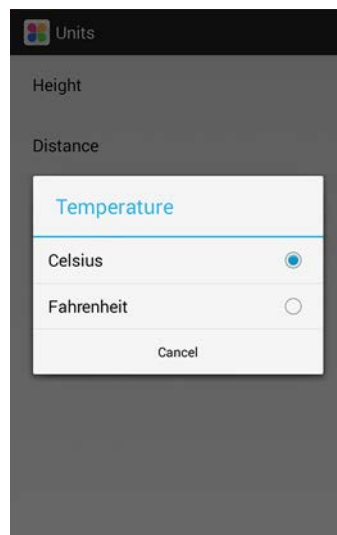 Units
Height
Distance
Temperature
Celsius
Fahrenheit
Cancel